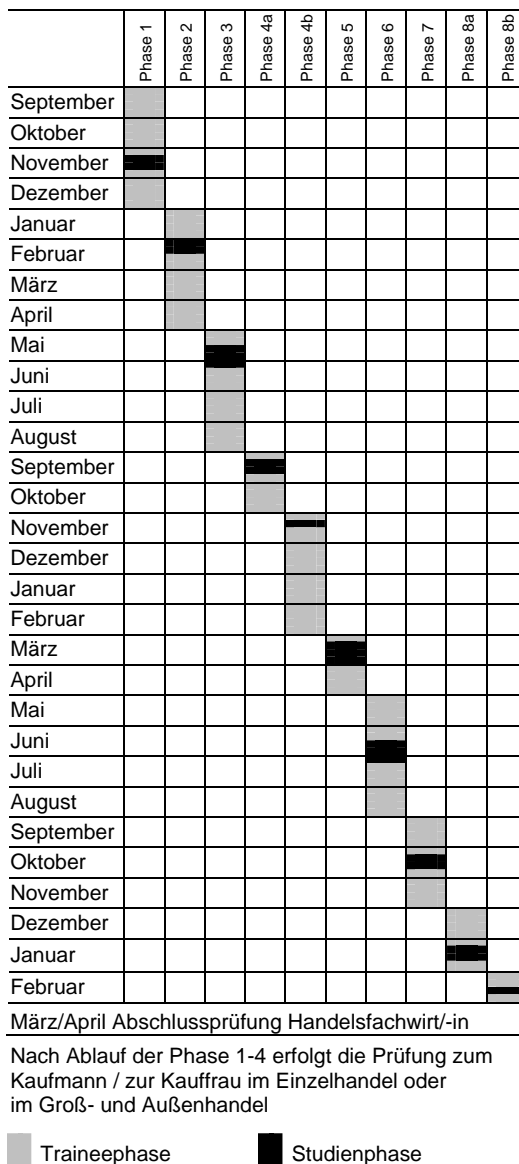 Phase 1 Phase 2 Phase 3 Phase 4a Phase 4b Phase 5 Phase 6 Phase 7 Phase 8a Phase 8b
September
Oktober
November
Dezember
Januar
Februar
März
April
Mai
Juni
Juli
August
September
Oktober
November
Dezember
Januar
Februar
März
April
Mai
Juni
Juli
August
September
Oktober
November
Dezember
Januar
Februar
März/April Abschlussprüfung Handelsfachwirt/-in
Nach Ablauf der Phase 1-4 erfolgt die Prüfung zum
Kaufmann / zur Kauffrau im Einzelhandel oder
im Groß- und Außenhandel
Traineephase Studienphase